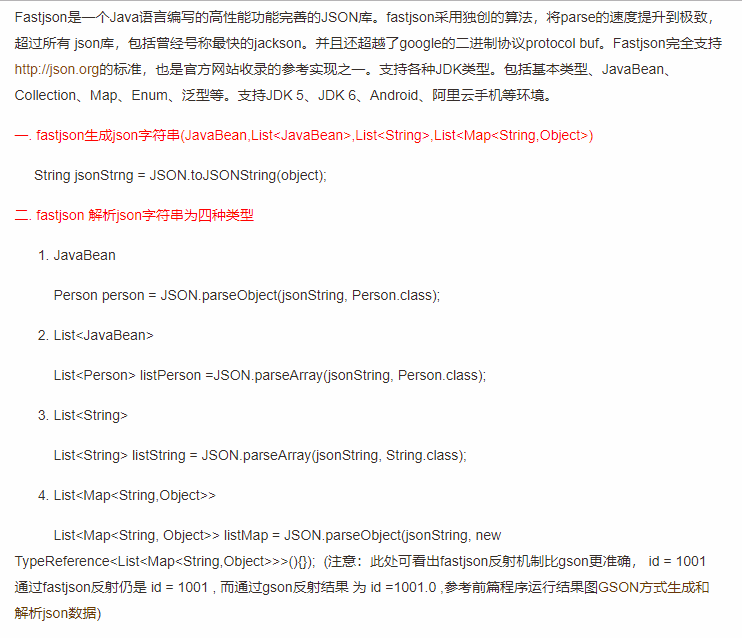 Fastjson是一个Java语言编写的高性能功能完善的JSON库。fastjson采用独创的算法，将parse的速度提升到极致，
超过所有 json库，包括曾经号称最快的jackson。并且还超越了google的二进制协议protocol buf。Fastjson完全支持
http://json.org的标准，也是官方网站收录的参考实现之一。支持各种JDK类型。包括基本类型、JavaBean、
Collection、Map、Enum、泛型等。支持JDK 5、JDK 6、Android、阿里云手机等环境。
一. fastjson生成json字符串(JavaBean,List<JavaBean>,List<String>,List<Map<String,Object>)
String jsonStrng = JSON.toJSONString(object);
二. fastjson 解析json字符串为四种类型
1. JavaBean
Person person = JSON.parseObject(jsonString, Person.class);
2. List<JavaBean>
List<Person> listPerson =JSON.parseArray(jsonString, Person.class);
3. List<String>
List<String> listString = JSON.parseArray(jsonString, String.class);
4. List<Map<String,Object>>
List<Map<String, Object>> listMap = JSON.parseObject(jsonString, new
TypeReference<List<Map<String,Object>>>(){});  (注意：此处可看出fastjson反射机制比gson更准确， id = 1001
通过fastjson反射仍是 id = 1001 , 而通过gson反射结果 为 id =1001.0 ,参考前篇程序运行结果图GSON方式生成和
解析json数据)